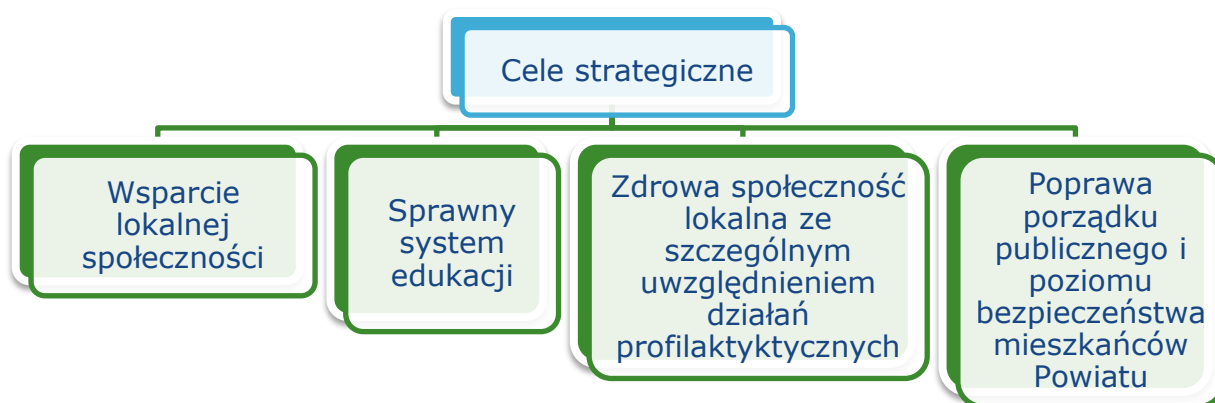 Cele strategiczne
Wsparcie
lokalnej
społeczności
Sprawny
system
edukacji
Zdrowa społeczność
lokalna ze
szczególnym
uwzględnieniem
działań
profilaktyktycznych
Poprawa
porządku
publicznego i
poziomu
bezpieczeństwa
mieszkańców
Powiatu